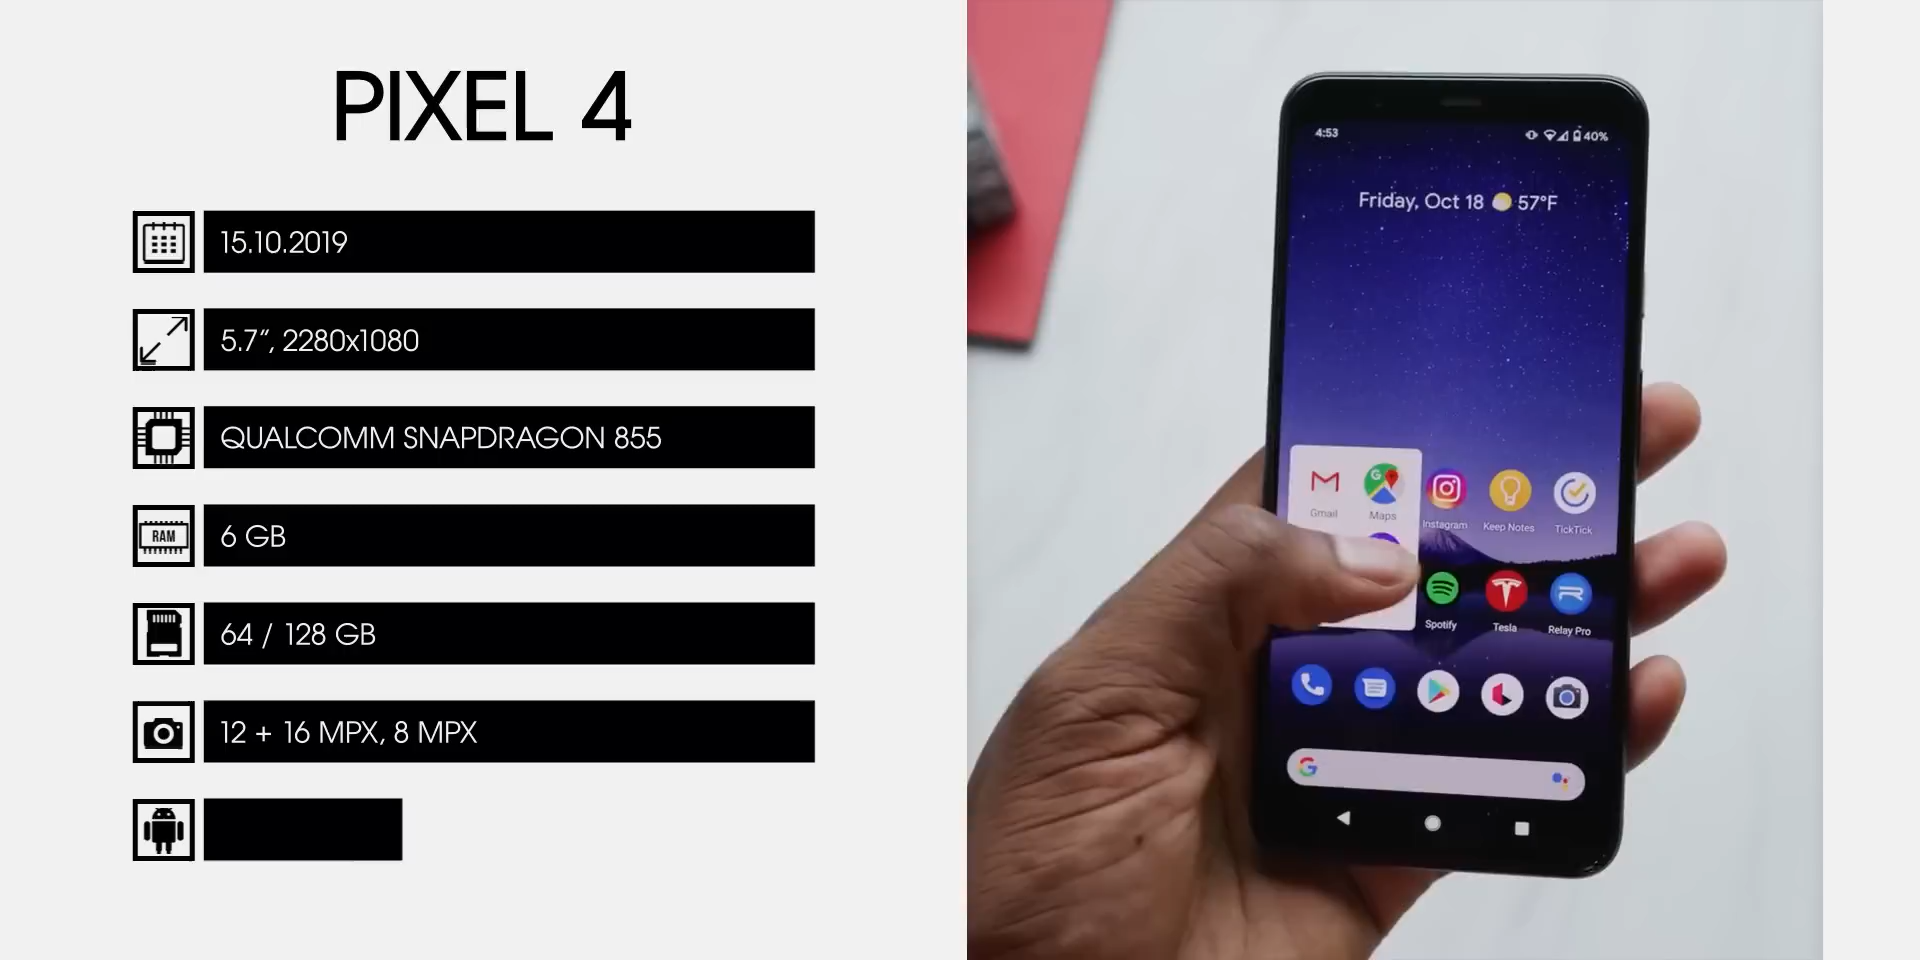 PIXEL 4
15.10.2019
5.7”, 2280x1080
QUALCOMM SNAPDRAGON 855
RAM
6 GB
64 / 128 GB
12 + 16 MPX, 8 MPX
4:53
40%
Friday, Oct 18 57°F
Gmail
Maps
Instagram
Keep Notes
TickTick
Spotify
Tesla
Relay Pro